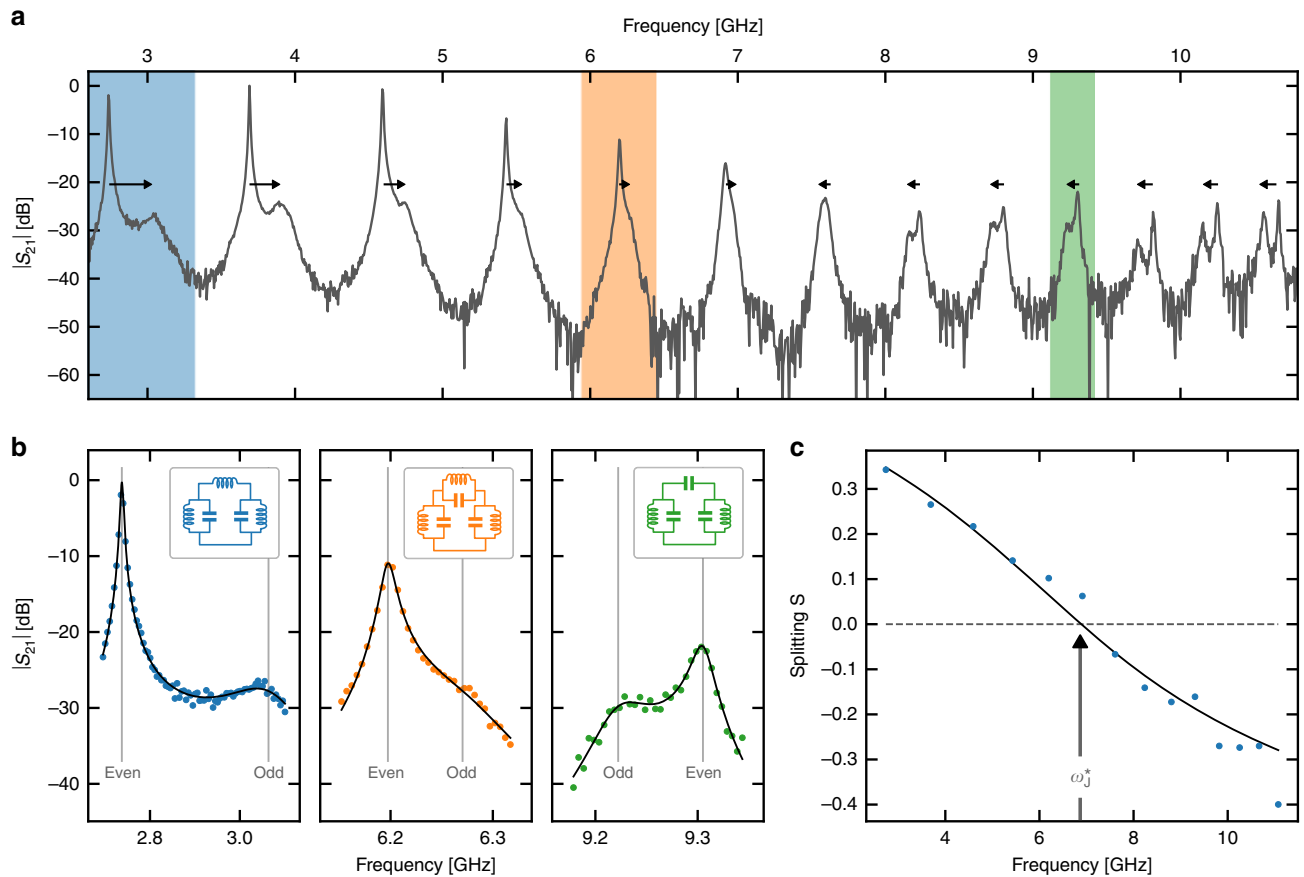 a
Frequency [GHz]
3 4 5 6 7 8 9 10
0
−10
−20
−30
−40
−50
−60
|S21| [dB]
b
0
−10
−20
−30
−40
|S21| [dB]
Even Odd
Even Odd
Odd Even
2.8 3.0
6.2 6.3
9.2 9.3
Frequency [GHz]
c
0.3
0.2
0.1
0.0
−0.1
−0.2
−0.3
−0.4
Splitting S
ω*J
4 6 8 10
Frequency [GHz]